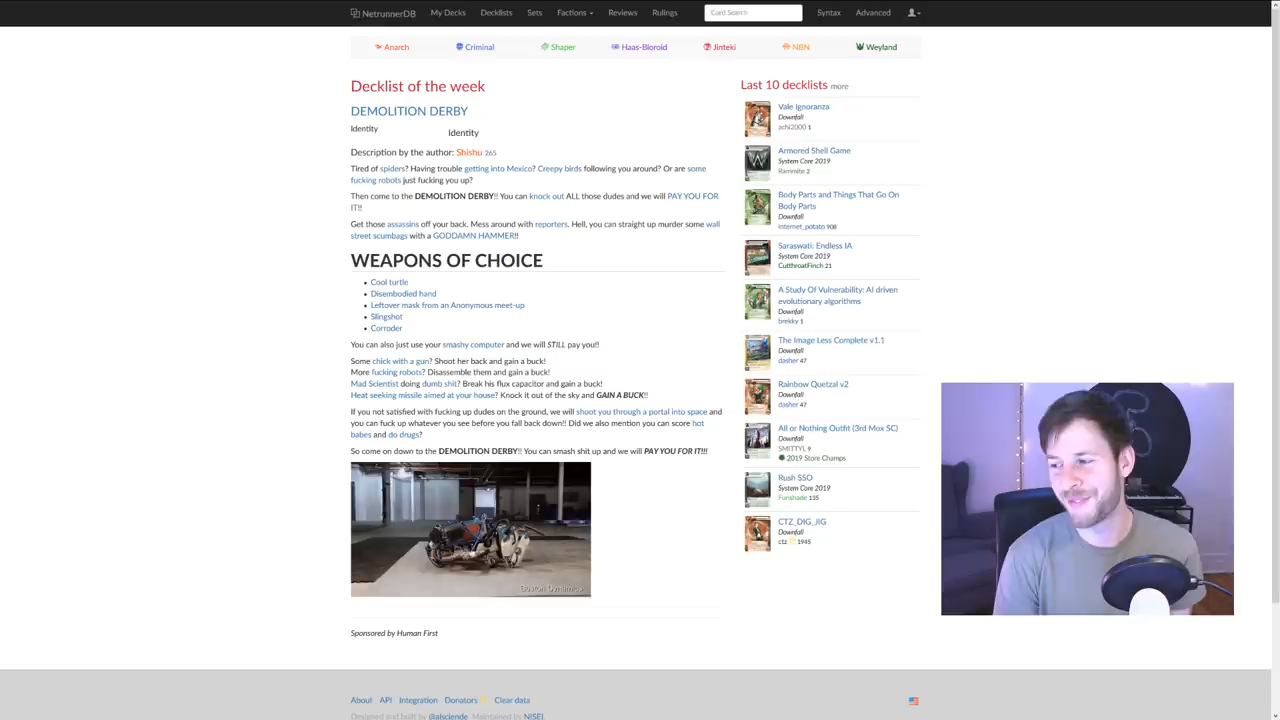 NetrunnerDB My Decks Decklists Sets Factions Reviews Rulings Card Search Syntax Advanced
Anarch Criminal Shaper Haas-Bioroid Jinteki NBN Weyland
Decklist of the week
DEMOLITION DERBY
Identity
Identity
Description by the author: Shishu 265
Tired of spiders? Having trouble getting into Mexico? Creepy birds following you around? Or are some
fucking robots just fucking you up?
Then come to the DEMOLITION DERBY!! You can knock out ALL those dudes and we will PAY YOU FOR
IT!!
Get those assassins off your back. Mess around with reporters. Hell, you can straight up murder some wall
street scumbags with a GODDAMN HAMMER!!
WEAPONS OF CHOICE
• Cool turtle
• Disembodied hand
• Leftover mask from an Anonymous meet-up
• Slingshot
• Corroder
You can also just use your smashy computer and we will STILL pay you!!
Some chick with a gun? Shoot her back and gain a buck!
More fucking robots? Disassemble them and gain a buck!
Mad Scientist doing dumb shit? Break his flux capacitor and gain a buck!
Heat seeking missile aimed at your house? Knock it out of the sky and GAIN A BUCK!!
If you not satisfied with fucking up dudes on the ground, we will shoot you through a portal into space and
you can fuck up whatever you see before you fall back down!! Did we also mention you can score hot
babes and do drugs?
So come on down to the DEMOLITION DERBY!! You can smash shit up and we will PAY YOU FOR IT!!!
Boston Dynamics
Sponsored by Human First
Last 10 decklists more
Vale Ignoranza
Downfall
achi2000 1
Armored Shell Game
System Core 2019
Rammite 2
Body Parts and Things That Go On
Body Parts
Downfall
internet_potato 908
Saraswati: Endless IA
System Core 2019
CutthroatFinch 21
A Study Of Vulnerability: AI driven
evolutionary algorithms
Downfall
brekky 1
The Image Less Complete v1.1
Downfall
dasher 47
Rainbow Quetzal v2
Downfall
dasher 47
All or Nothing Outfit (3rd Mox SC)
Downfall
SMITTYL 9
2019 Store Champs
Rush SSO
System Core 2019
Funshade 135
CTZ_DIG_JIG
Downfall
ctz 1945
About API Integration Donators Clear data
Designed and built by @alsciende. Maintained by NISEI.